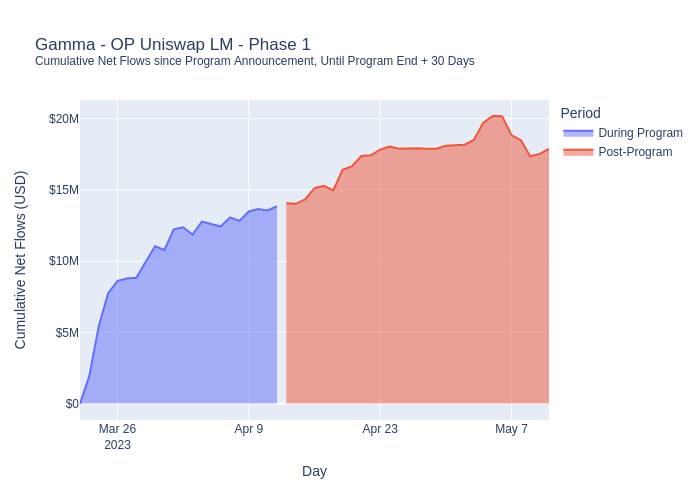 Gamma - OP Uniswap LM - Phase 1
Cumulative Net Flows since Program Announcement, Until Program End + 30 Days
Period
During Program
Post-Program
Cumulative Net Flows (USD)
$20M
$15M
$10M
$5M
$0
Mar 26
2023
Apr 9
Apr 23
May 7
Day